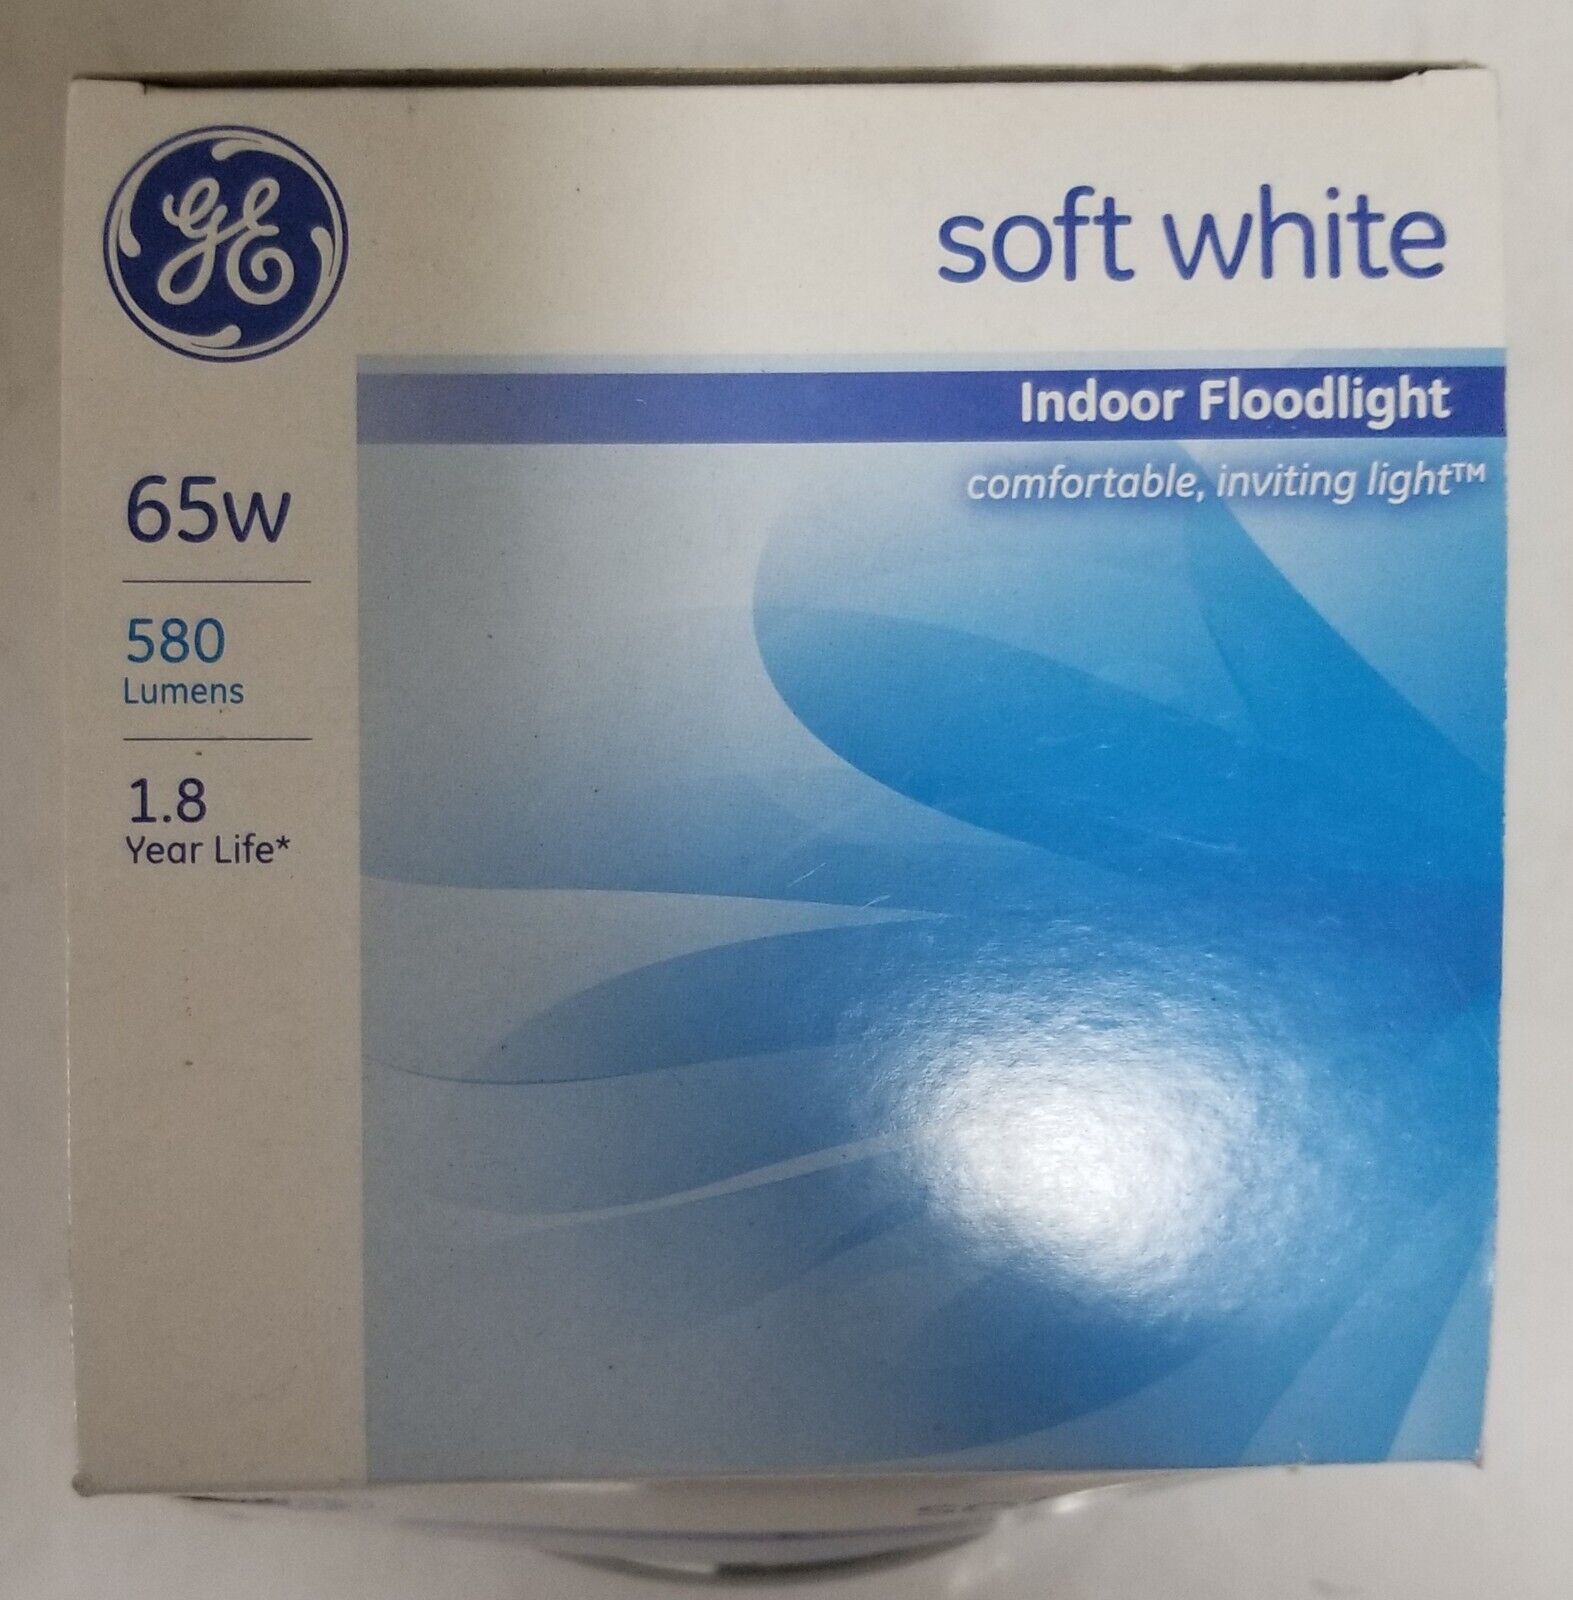 GE
soft white
Indoor Floodlight
comfortable, inviting light™
65w
580
Lumens
1.8
Year Life*